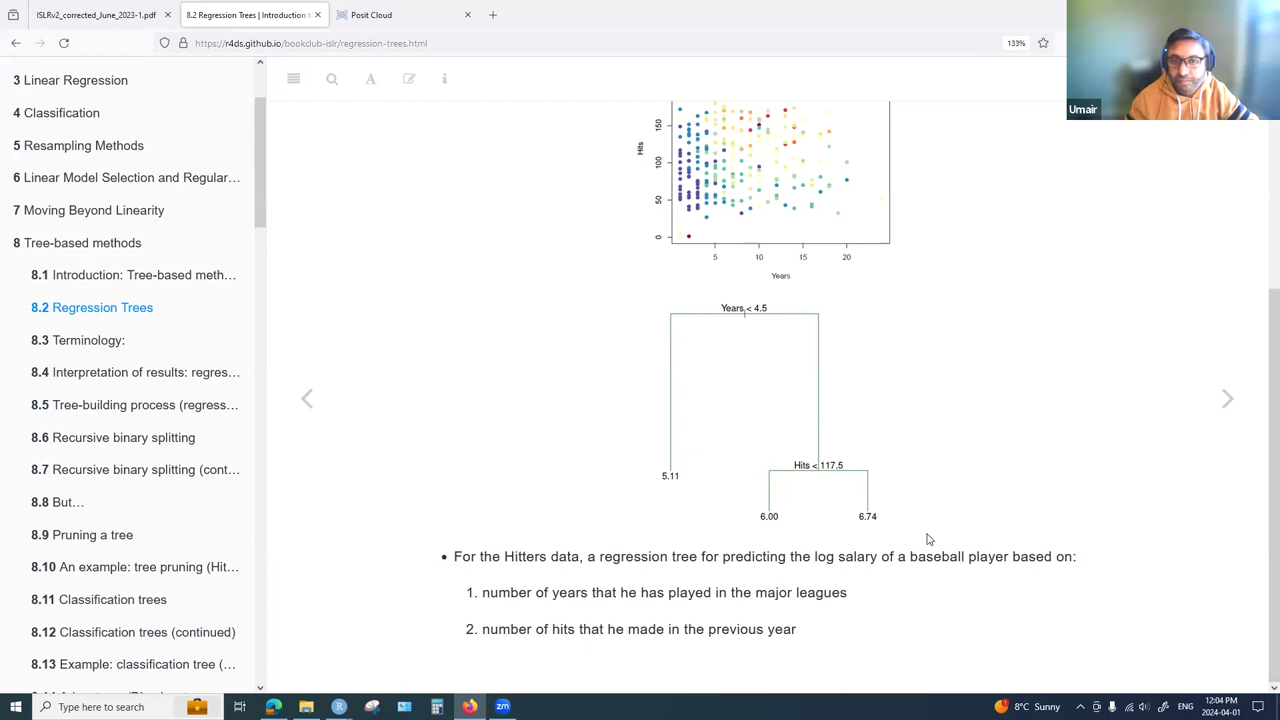 ISLRv2_corrected_June_2023-1.pdf
8.2 Regression Trees | Introduction t
Posit Cloud
https://r4ds.github.io/bookclub-islr/regression-trees.html
133%
Umair
3 Linear Regression
4 Classification
5 Resampling Methods
6 Linear Model Selection and Regular…
7 Moving Beyond Linearity
8 Tree-based methods
8.1 Introduction: Tree-based meth…
8.2 Regression Trees
8.3 Terminology:
8.4 Interpretation of results: regres…
8.5 Tree-building process (regress…
8.6 Recursive binary splitting
8.7 Recursive binary splitting (cont…
8.8 But…
8.9 Pruning a tree
8.10 An example: tree pruning (Hit…
8.11 Classification trees
8.12 Classification trees (continued)
8.13 Example: classification tree (…
Hits
150
100
50
0
5 10 15 20
Years
Years < 4.5
Hits < 117.5
5.11
6.00 6.74
• For the Hitters data, a regression tree for predicting the log salary of a baseball player based on:
1. number of years that he has played in the major leagues
2. number of hits that he made in the previous year
Type here to search
8°C Sunny
ENG
12:04 PM
2024-04-01